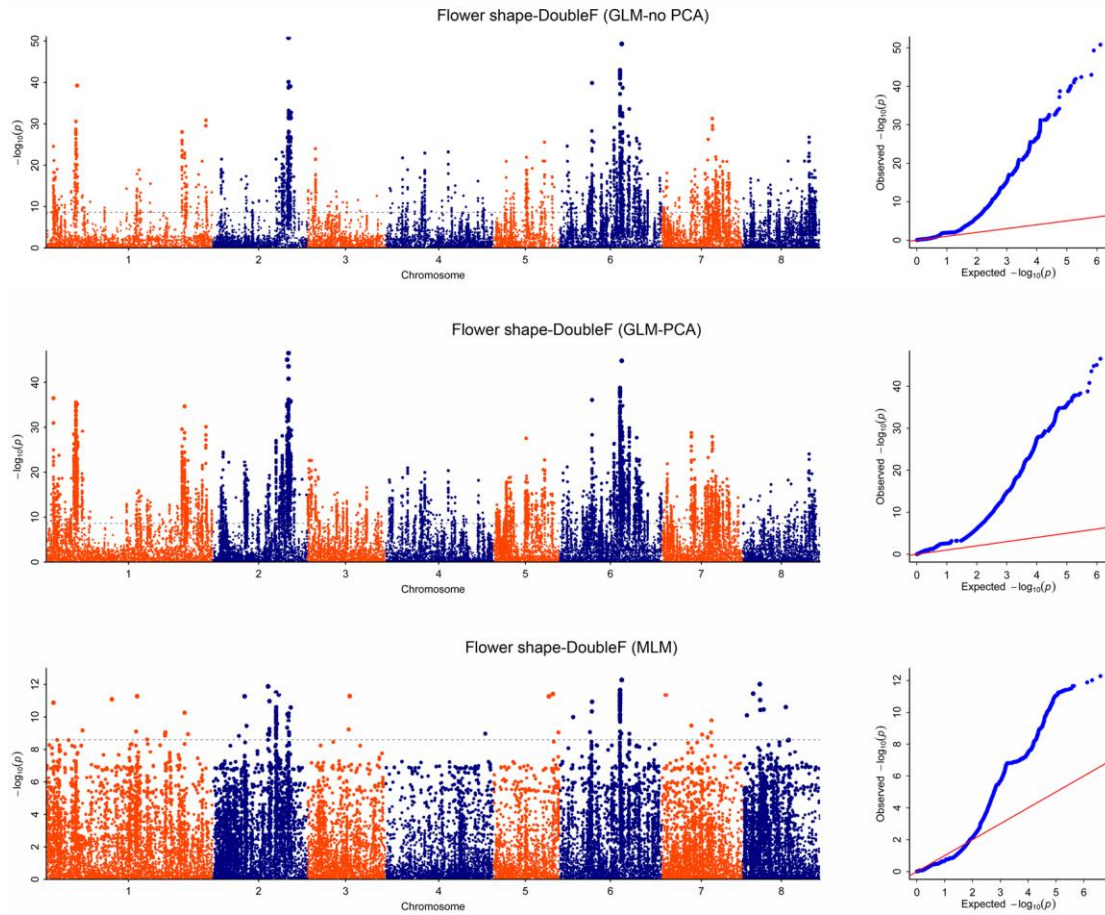 Flower shape-DoubleF (GLM-no PCA)
50
40
30
20
10
0
−log₁₀(p)
1 2 3 4 5 6 7 8
Chromosome
50
40
30
20
10
0
Observed −log₁₀(p)
0 1 2 3 4 5 6
Expected −log₁₀(p)
Flower shape-DoubleF (GLM-PCA)
40
30
20
10
0
−log₁₀(p)
1 2 3 4 5 6 7 8
Chromosome
40
30
20
10
0
Observed −log₁₀(p)
0 1 2 3 4 5 6
Expected −log₁₀(p)
Flower shape-DoubleF (MLM)
12
10
8
6
4
2
0
−log₁₀(p)
1 2 3 4 5 6 7 8
Chromosome
12
10
8
6
4
2
0
Observed −log₁₀(p)
0 1 2 3 4 5 6
Expected −log₁₀(p)